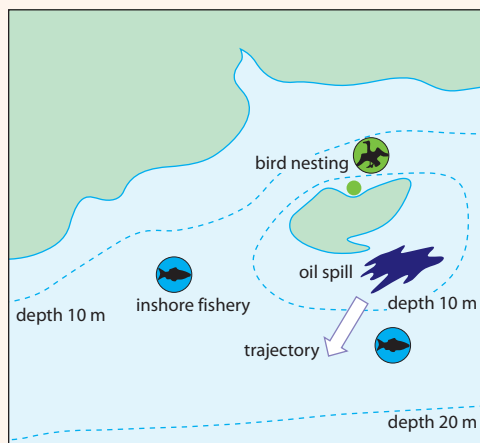 bird nesting
oil spill
inshore fishery
depth 10 m
depth 10 m
trajectory
depth 20 m